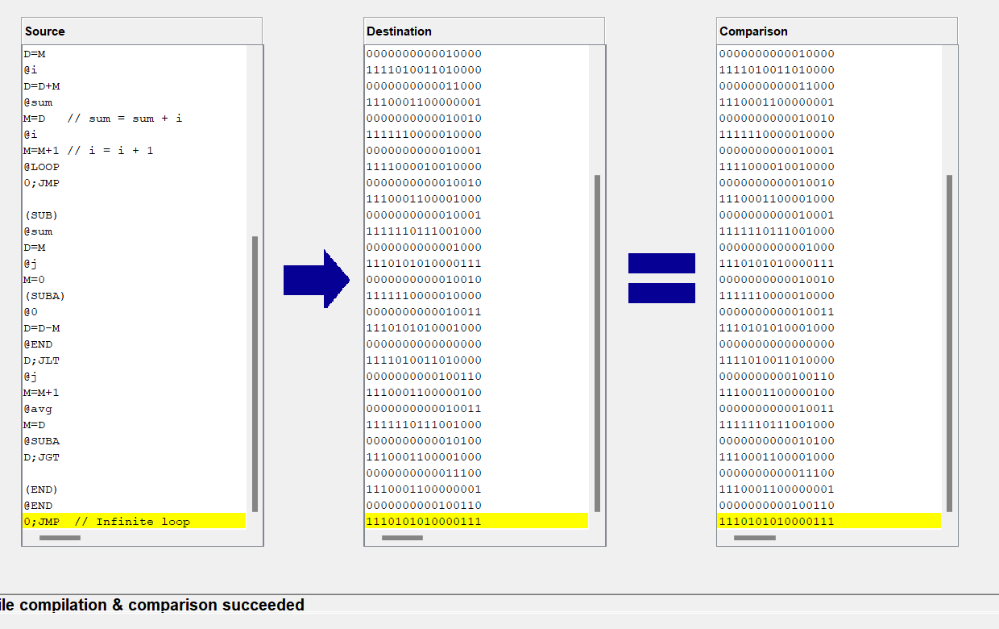 Source
D=M
@i
D=D+M
@sum
M=D   // sum = sum + i
@i
M=M+1 // i = i + 1
@LOOP
0;JMP
(SUB)
@sum
D=M
@j
M=0
(SUBA)
@0
D=D-M
@END
D;JLT
@j
M=M+1
@avg
M=D
@SUBA
D;JGT
(END)
@END
0;JMP  // Infinite loop
Destination
0000000000010000
1111010011010000
0000000000011000
1110001100000001
0000000000010010
1111110000010000
0000000000010001
1111000010010000
0000000000010010
1110001100001000
0000000000010001
1111110111001000
0000000000001000
1110101010000111
0000000000010010
1111110000010000
0000000000010011
1110101010001000
0000000000000000
1111010011010000
0000000000100110
1110001100000100
0000000000010011
1111110111001000
0000000000010100
1110001100001000
0000000000011100
1110001100000001
0000000000100110
1110101010000111
Comparison
0000000000010000
1111010011010000
0000000000011000
1110001100000001
0000000000010010
1111110000010000
0000000000010001
1111000010010000
0000000000010010
1110001100001000
0000000000010001
1111110111001000
0000000000001000
1110101010000111
0000000000010010
1111110000010000
0000000000010011
1110101010001000
0000000000000000
1111010011010000
0000000000100110
1110001100000100
0000000000010011
1111110111001000
0000000000010100
1110001100001000
0000000000011100
1110001100000001
0000000000100110
1110101010000111
ile compilation & comparison succeeded